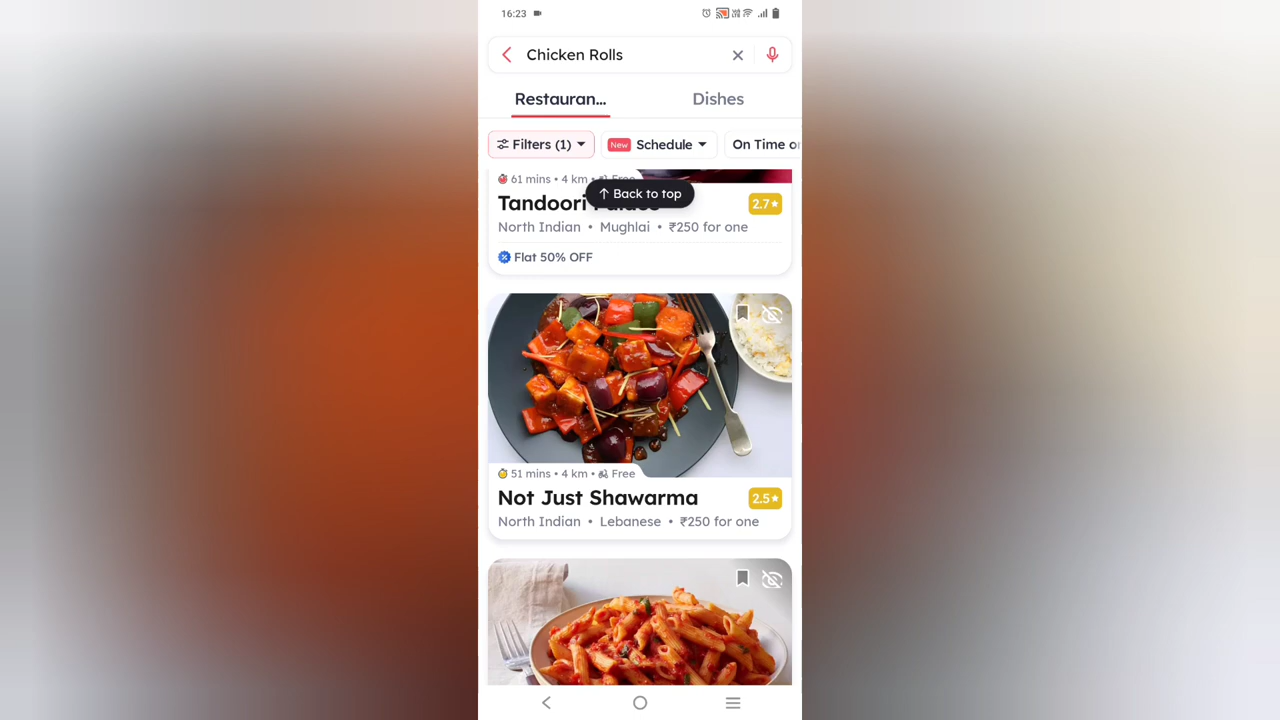 16:23
Chicken Rolls
Restauran...
Dishes
Filters (1)
New Schedule
On Time o
61 mins • 4 km • Free
Back to top
Tandoori
2.7★
North Indian • Mughlai • ₹250 for one
Flat 50% OFF
51 mins • 4 km • Free
Not Just Shawarma
2.5★
North Indian • Lebanese • ₹250 for one